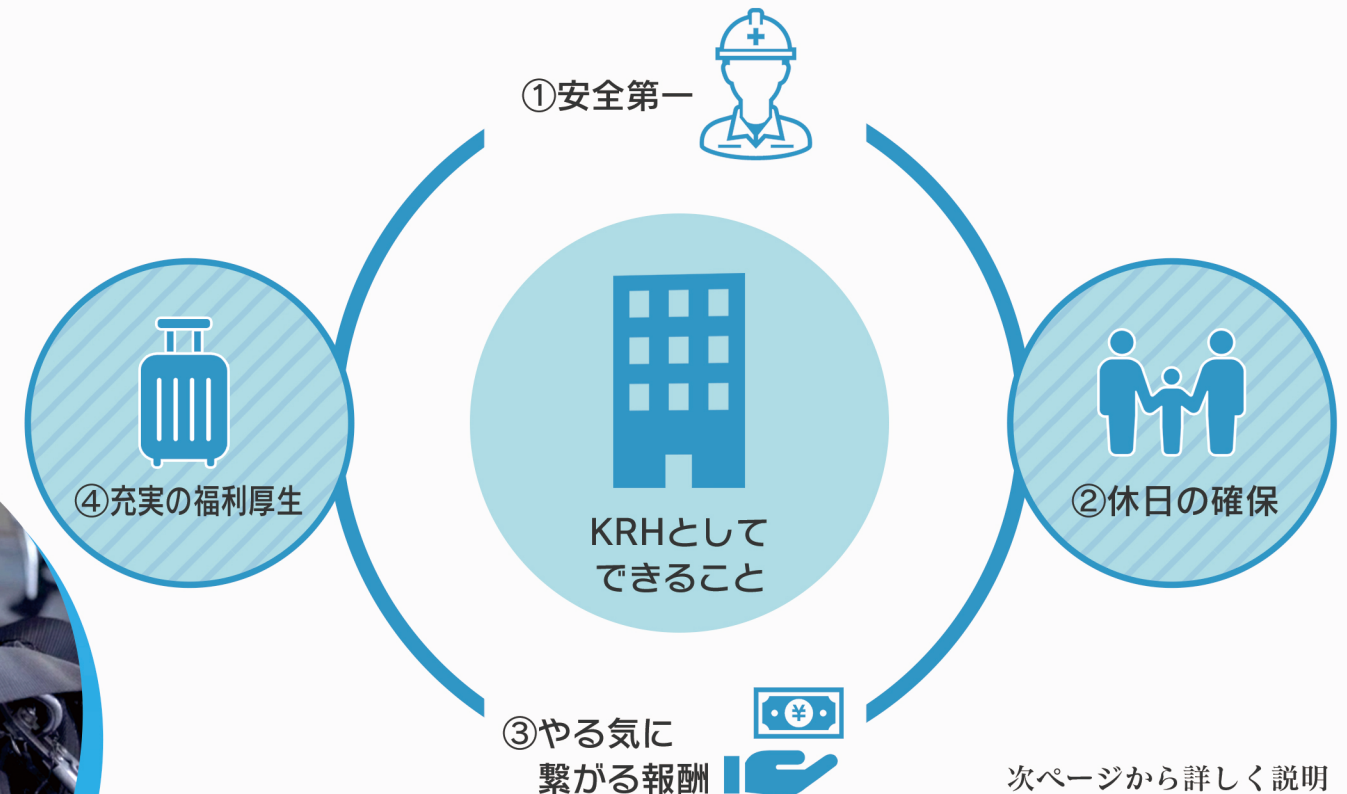 ①安全第一
②休日の確保
③やる気に
繋がる報酬
¥
④充実の福利厚生
KRHとして
できること
次ページから詳しく説明